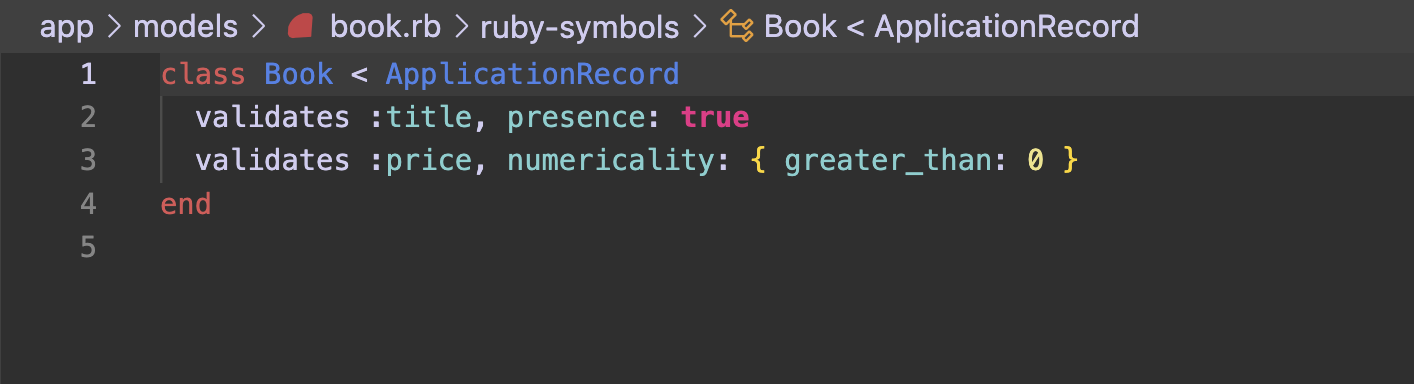 app > models > book.rb > ruby-symbols > Book < ApplicationRecord
1 class Book < ApplicationRecord
2   validates :title, presence: true
3   validates :price, numericality: { greater_than: 0 }
4 end
5